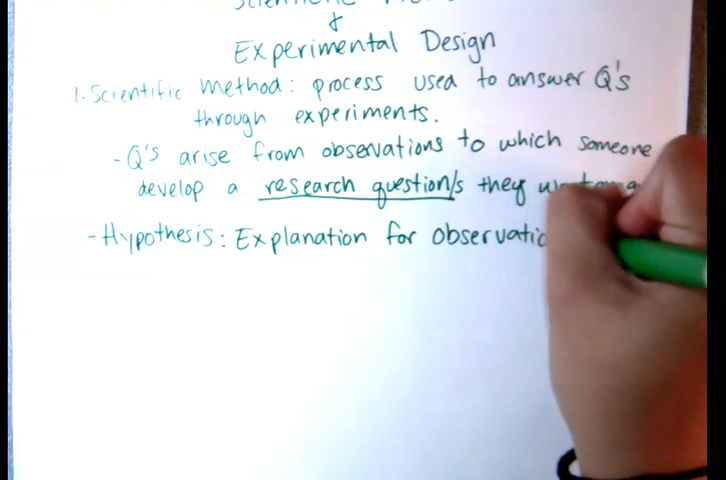 &
Experimental Design
1. Scientific Method: process used to answer Q's
through experiments.
- Q's arise from observations to which someone
develop a research question/s they
- Hypothesis: Explanation for